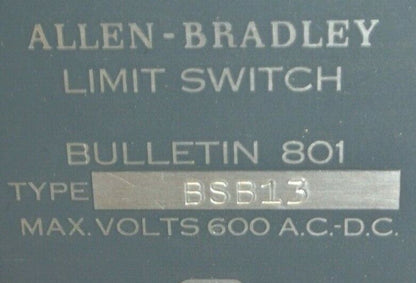 ALLEN-BRADLEY
LIMIT SWITCH
BULLETIN 801
TYPE BSB13
MAX. VOLTS 600 A.C.-D.C.